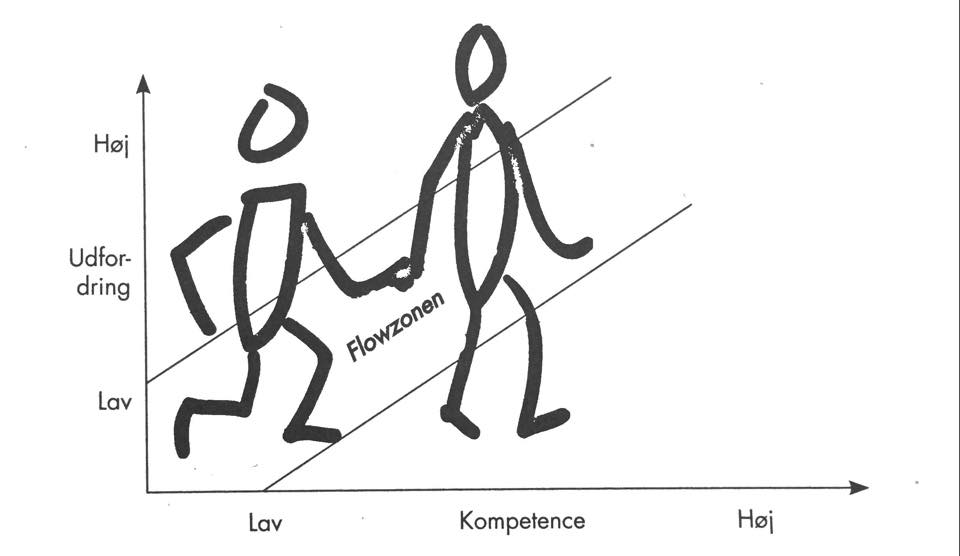 Høj
Udfor-
dring
Flowzonen
Lav
Lav
Kompetence
Høj